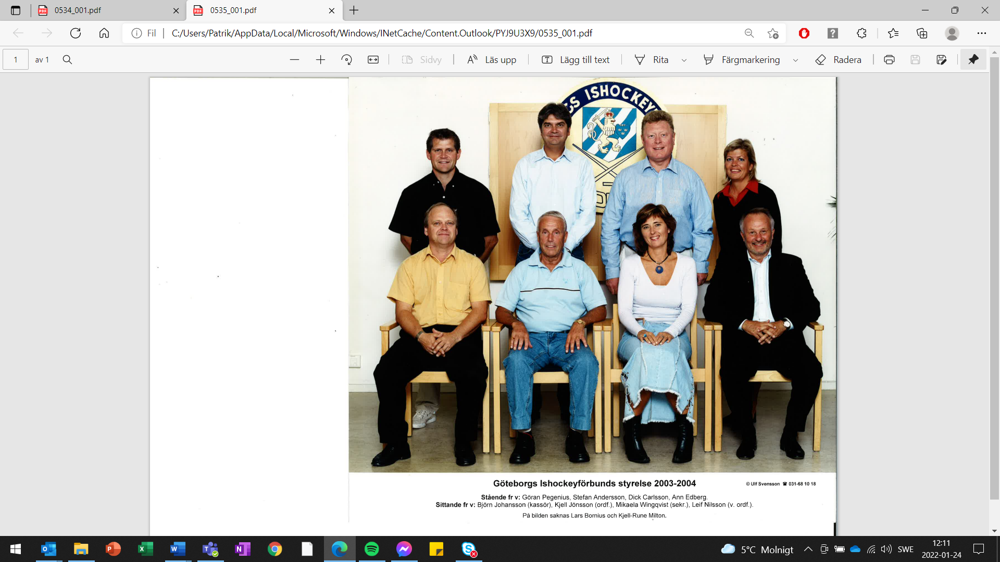 0534_001.pdf
0535_001.pdf
Fil
C:/Users/Patrik/AppData/Local/Microsoft/Windows/INetCache/Content.Outlook/PYJ9U3X9/0535_001.pdf
1 av 1
Sidvy
Läs upp
Lägg till text
Rita
Färgmarkering
Radera
GS ISHOCKEY
Göteborgs Ishockeyförbunds styrelse 2003-2004
© Ulf Svensson ☎ 031-68 10 18
Stående fr v: Göran Pegenius, Stefan Andersson, Dick Carlsson, Ann Edberg.
Sittande fr v: Björn Johansson (kassör), Kjell Jönsson (ordf.), Mikaela Wingqvist (sekr.), Leif Nilsson (v. ordf.).
På bilden saknas Lars Bornius och Kjell-Rune Milton.
5°C Molnigt
SWE
12:11
2022-01-24